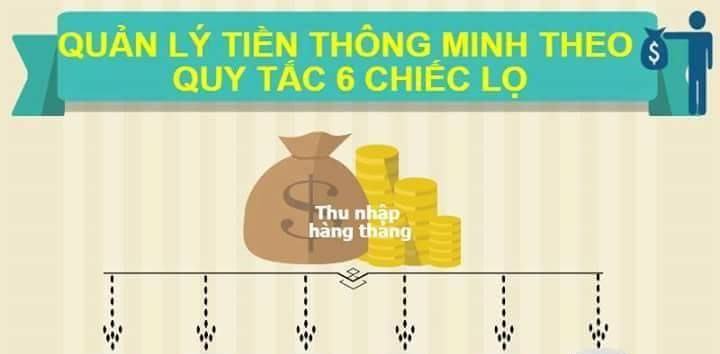 QUẢN LÝ TIỀN THÔNG MINH THEO
QUY TẮC 6 CHIẾC LỌ
$
$
Thu nhập
hàng tháng